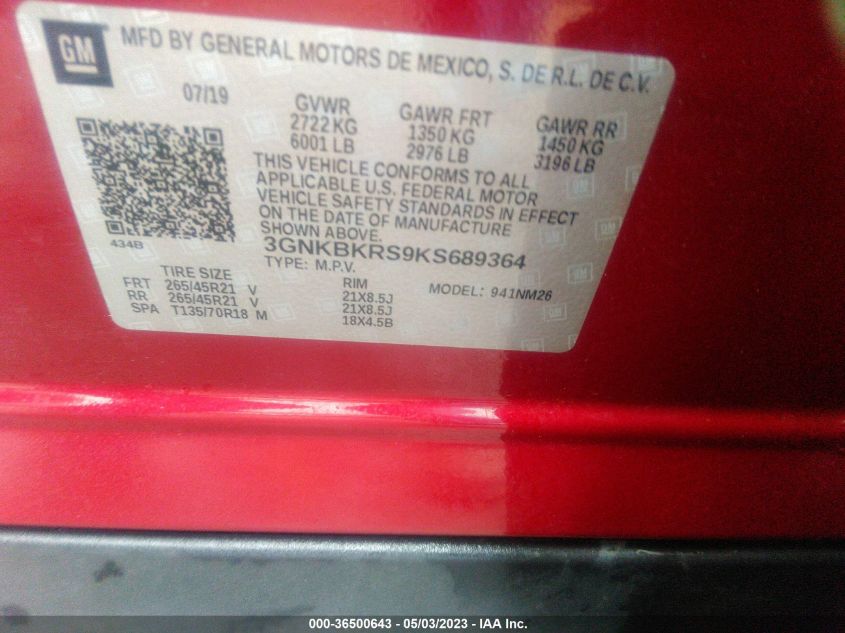 GM
MFD BY GENERAL MOTORS DE MEXICO, S. DE R.L. DE C.V.
07/19
GVWR
2722 KG
6001 LB
GAWR FRT
1350 KG
2976 LB
GAWR RR
1450 KG
3196 LB
THIS VEHICLE CONFORMS TO ALL
APPLICABLE U.S. FEDERAL MOTOR
VEHICLE SAFETY STANDARDS IN EFFECT
ON THE DATE OF MANUFACTURE
SHOWN ABOVE.
434B
3GNKBKRS9KS689364
TYPE: M.P.V.
MODEL: 941NM26
TIRE SIZE
RIM
FRT 265/45R21 V 21X8.5J
RR 265/45R21 V 21X8.5J
SPA T135/70R18 M 18X4.5B
000-36500643 - 05/03/2023 - IAA Inc.